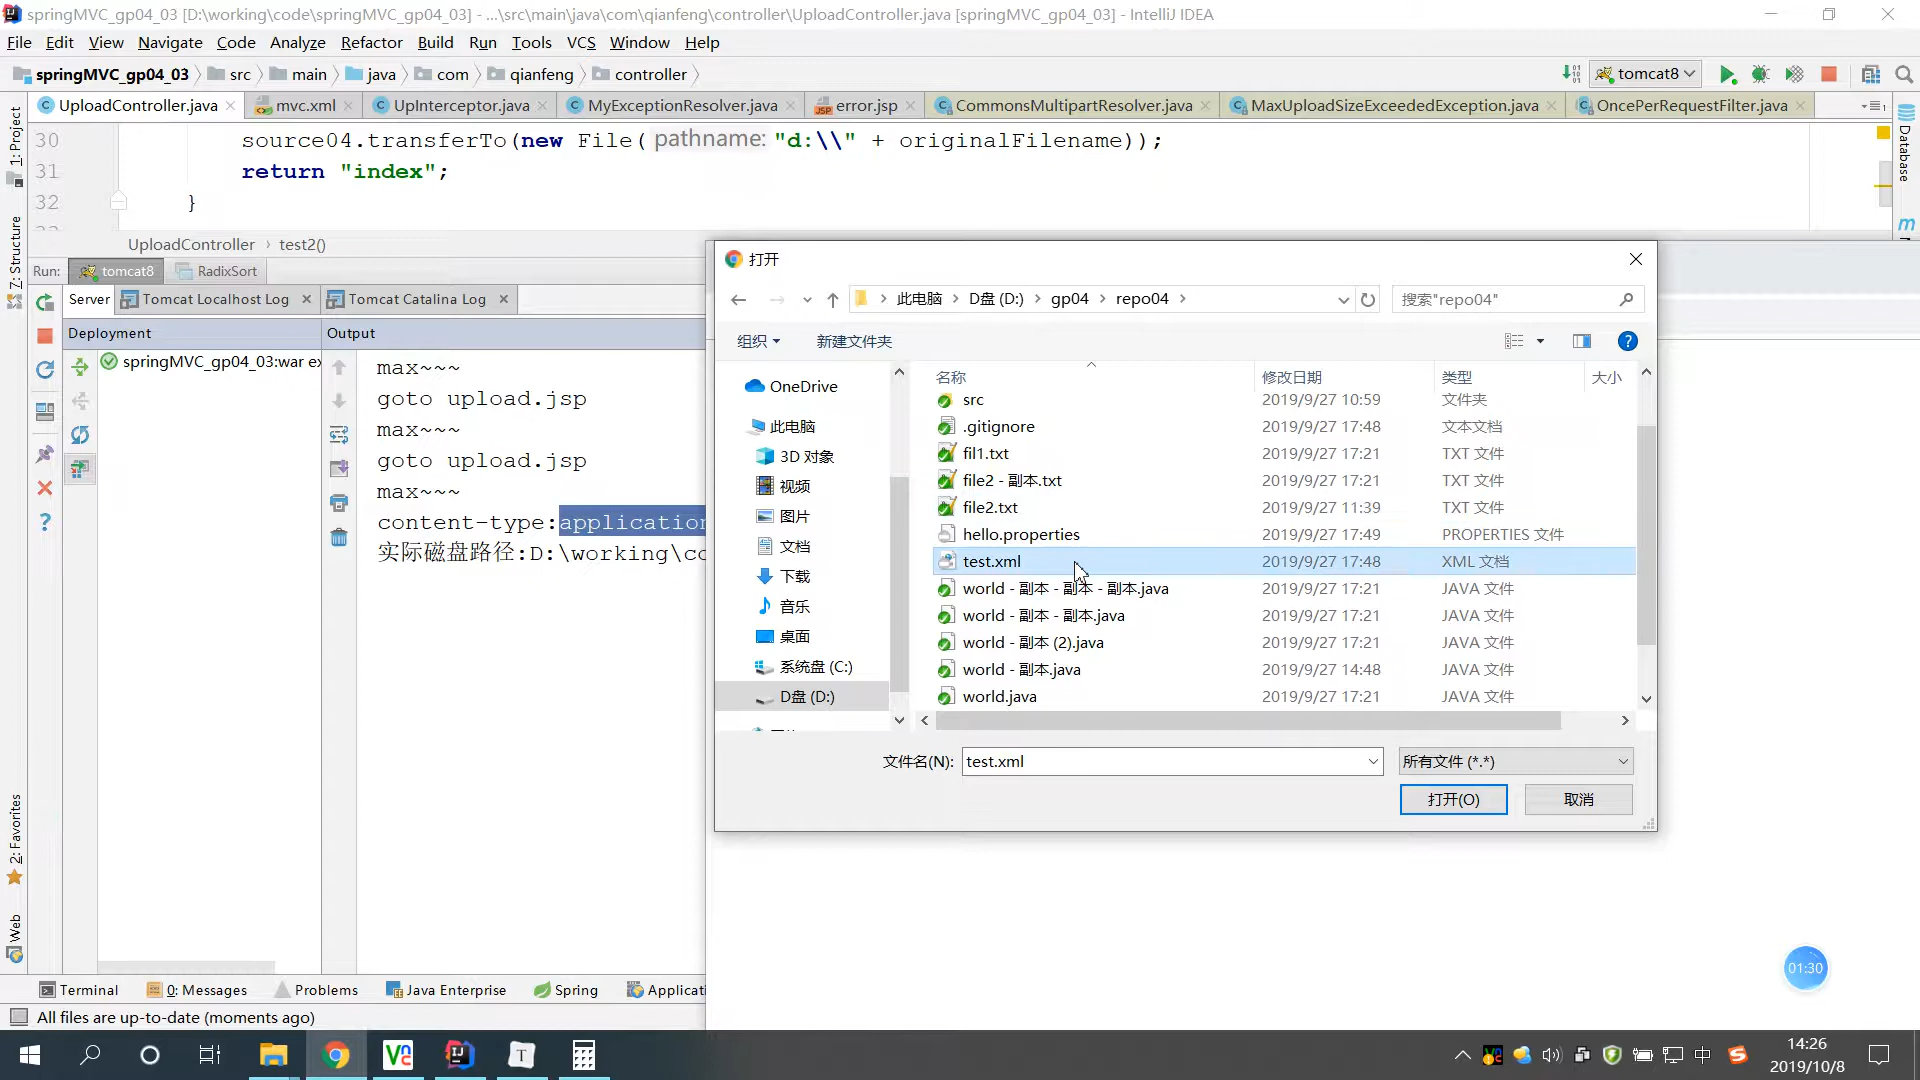 springMVC_gp04_03 [D:\working\code\springMVC_gp04_03] - ...\src\main\java\com\qianfeng\controller\UploadController.java [springMVC_gp04_03] - IntelliJ IDEA
File Edit View Navigate Code Analyze Refactor Build Run Tools VCS Window Help
springMVC_gp04_03 src main java com qianfeng controller tomcat8
UploadController.java mvc.xml UpInterceptor.java MyExceptionResolver.java error.jsp CommonsMultipartResolver.java MaxUploadSizeExceededException.java OncePerRequestFilter.java
1: Project
7: Structure
2: Favorites
Web
Database
30 source04.transferTo(new File( pathname: "d:\\" + originalFilename));
31 return "index";
32 }
UploadController test2()
Run: tomcat8 RadixSort
Server Tomcat Localhost Log Tomcat Catalina Log
Deployment Output
springMVC_gp04_03:war ex
max~~~
goto upload.jsp
max~~~
goto upload.jsp
max~~~
content-type:application
实际磁盘路径:D:\working\co
打开
此电脑 D盘 (D:) gp04 repo04
搜索"repo04"
组织 新建文件夹
OneDrive
此电脑
3D 对象
视频
图片
文档
下载
音乐
桌面
系统盘 (C:)
D盘 (D:)
名称 修改日期 类型 大小
src 2019/9/27 10:59 文件夹
.gitignore 2019/9/27 17:48 文本文档
fil1.txt 2019/9/27 17:21 TXT 文件
file2 - 副本.txt 2019/9/27 17:21 TXT 文件
file2.txt 2019/9/27 11:39 TXT 文件
hello.properties 2019/9/27 17:49 PROPERTIES 文件
test.xml 2019/9/27 17:48 XML 文档
world - 副本 - 副本 - 副本.java 2019/9/27 17:21 JAVA 文件
world - 副本 - 副本.java 2019/9/27 17:21 JAVA 文件
world - 副本 (2).java 2019/9/27 17:21 JAVA 文件
world - 副本.java 2019/9/27 14:48 JAVA 文件
world.java 2019/9/27 17:21 JAVA 文件
文件名(N): test.xml 所有文件 (*.*)
打开(O) 取消
01:30
Terminal 0: Messages Problems Java Enterprise Spring Applicati
All files are up-to-date (moments ago)
中
14:26
2019/10/8